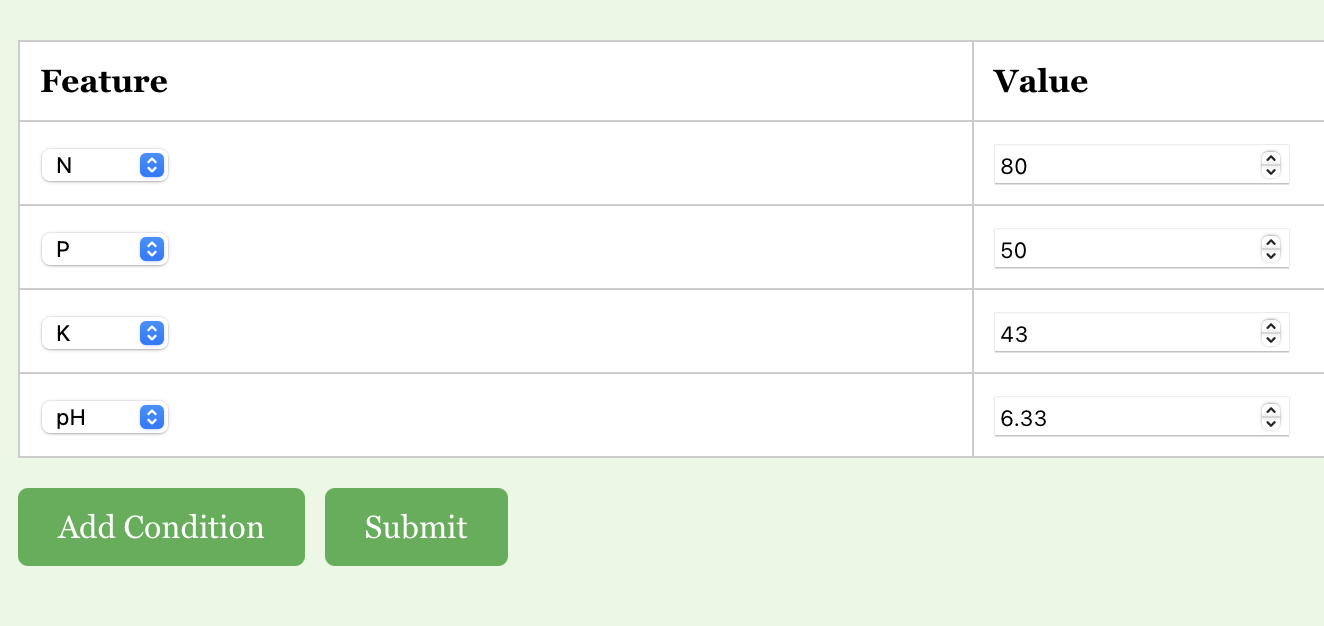 Feature Value
N 80
P 50
K 43
pH 6.33
Add Condition Submit